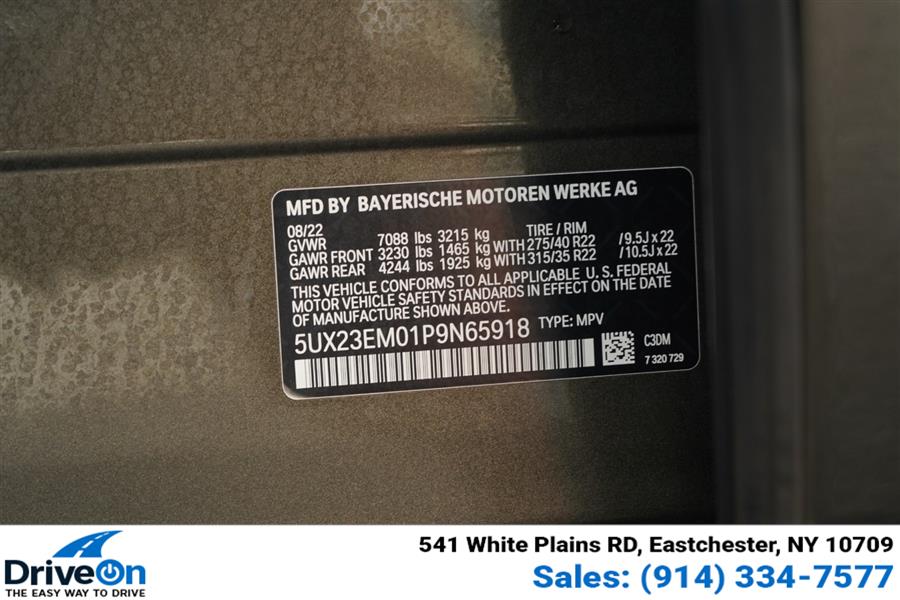 MFD BY BAYERISCHE MOTOREN WERKE AG
08/22 TIRE / RIM
GVWR 7088 lbs 3215 kg
GAWR FRONT 3230 lbs 1465 kg WITH 275/40 R22 /9.5J x 22
GAWR REAR 4244 lbs 1925 kg WITH 315/35 R22 /10.5J x 22
THIS VEHICLE CONFORMS TO ALL APPLICABLE U. S. FEDERAL
MOTOR VEHICLE SAFETY STANDARDS IN EFFECT ON THE DATE
OF MANUFACTURE SHOWN ABOVE.
5UX23EM01P9N65918 TYPE: MPV
C3DM
7 320 729
DriveOn
THE EASY WAY TO DRIVE
541 White Plains RD, Eastchester, NY 10709
Sales: (914) 334-7577